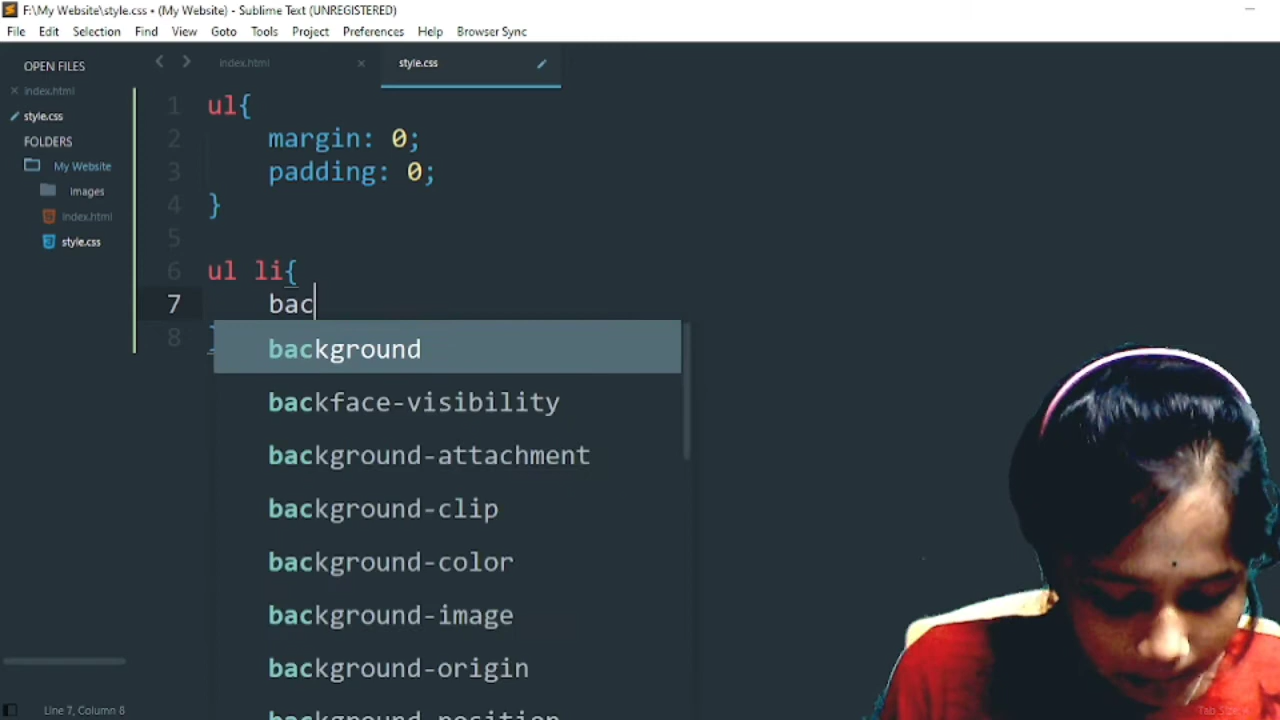 F:\My Website\style.css • (My Website) - Sublime Text (UNREGISTERED)
File Edit Selection Find View Goto Tools Project Preferences Help Browser Sync
OPEN FILES
index.html
style.css
FOLDERS
My Website
images
index.html
style.css
index.html
style.css
1 ul{
2 margin: 0;
3 padding: 0;
4 }
5
6 ul li{
7 bac
8
background
backface-visibility
background-attachment
background-clip
background-color
background-image
background-origin
background-position
Line 7, Column 8